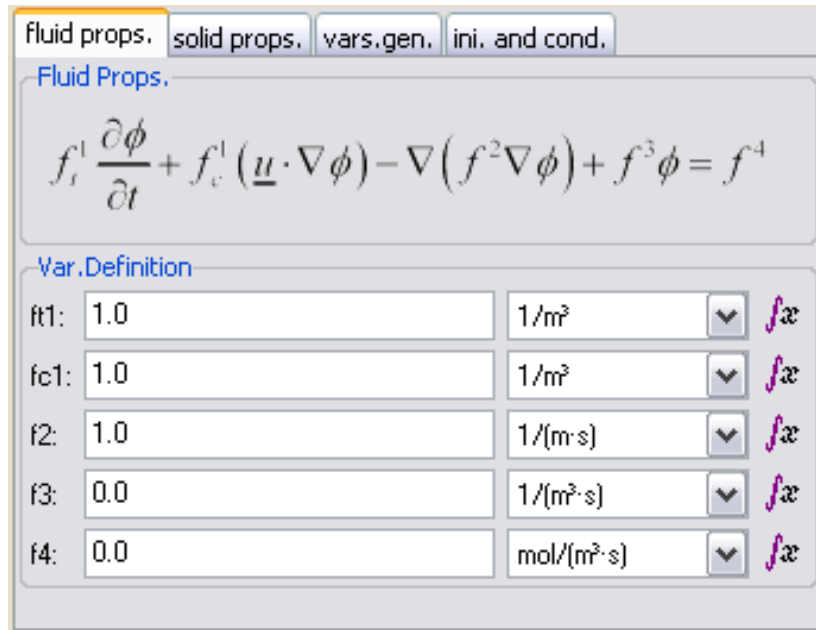 fluid props. solid props. vars.gen. ini. and cond.
Fluid Props.
f_t^1 ∂ϕ/∂t + f_c^1 (u · ∇ϕ) − ∇(f^2 ∇ϕ) + f^3 ϕ = f^4
Var.Definition
ft1: 1.0 1/m³ ∫x
fc1: 1.0 1/m³ ∫x
f2: 1.0 1/(m·s) ∫x
f3: 0.0 1/(m³·s) ∫x
f4: 0.0 mol/(m³·s) ∫x